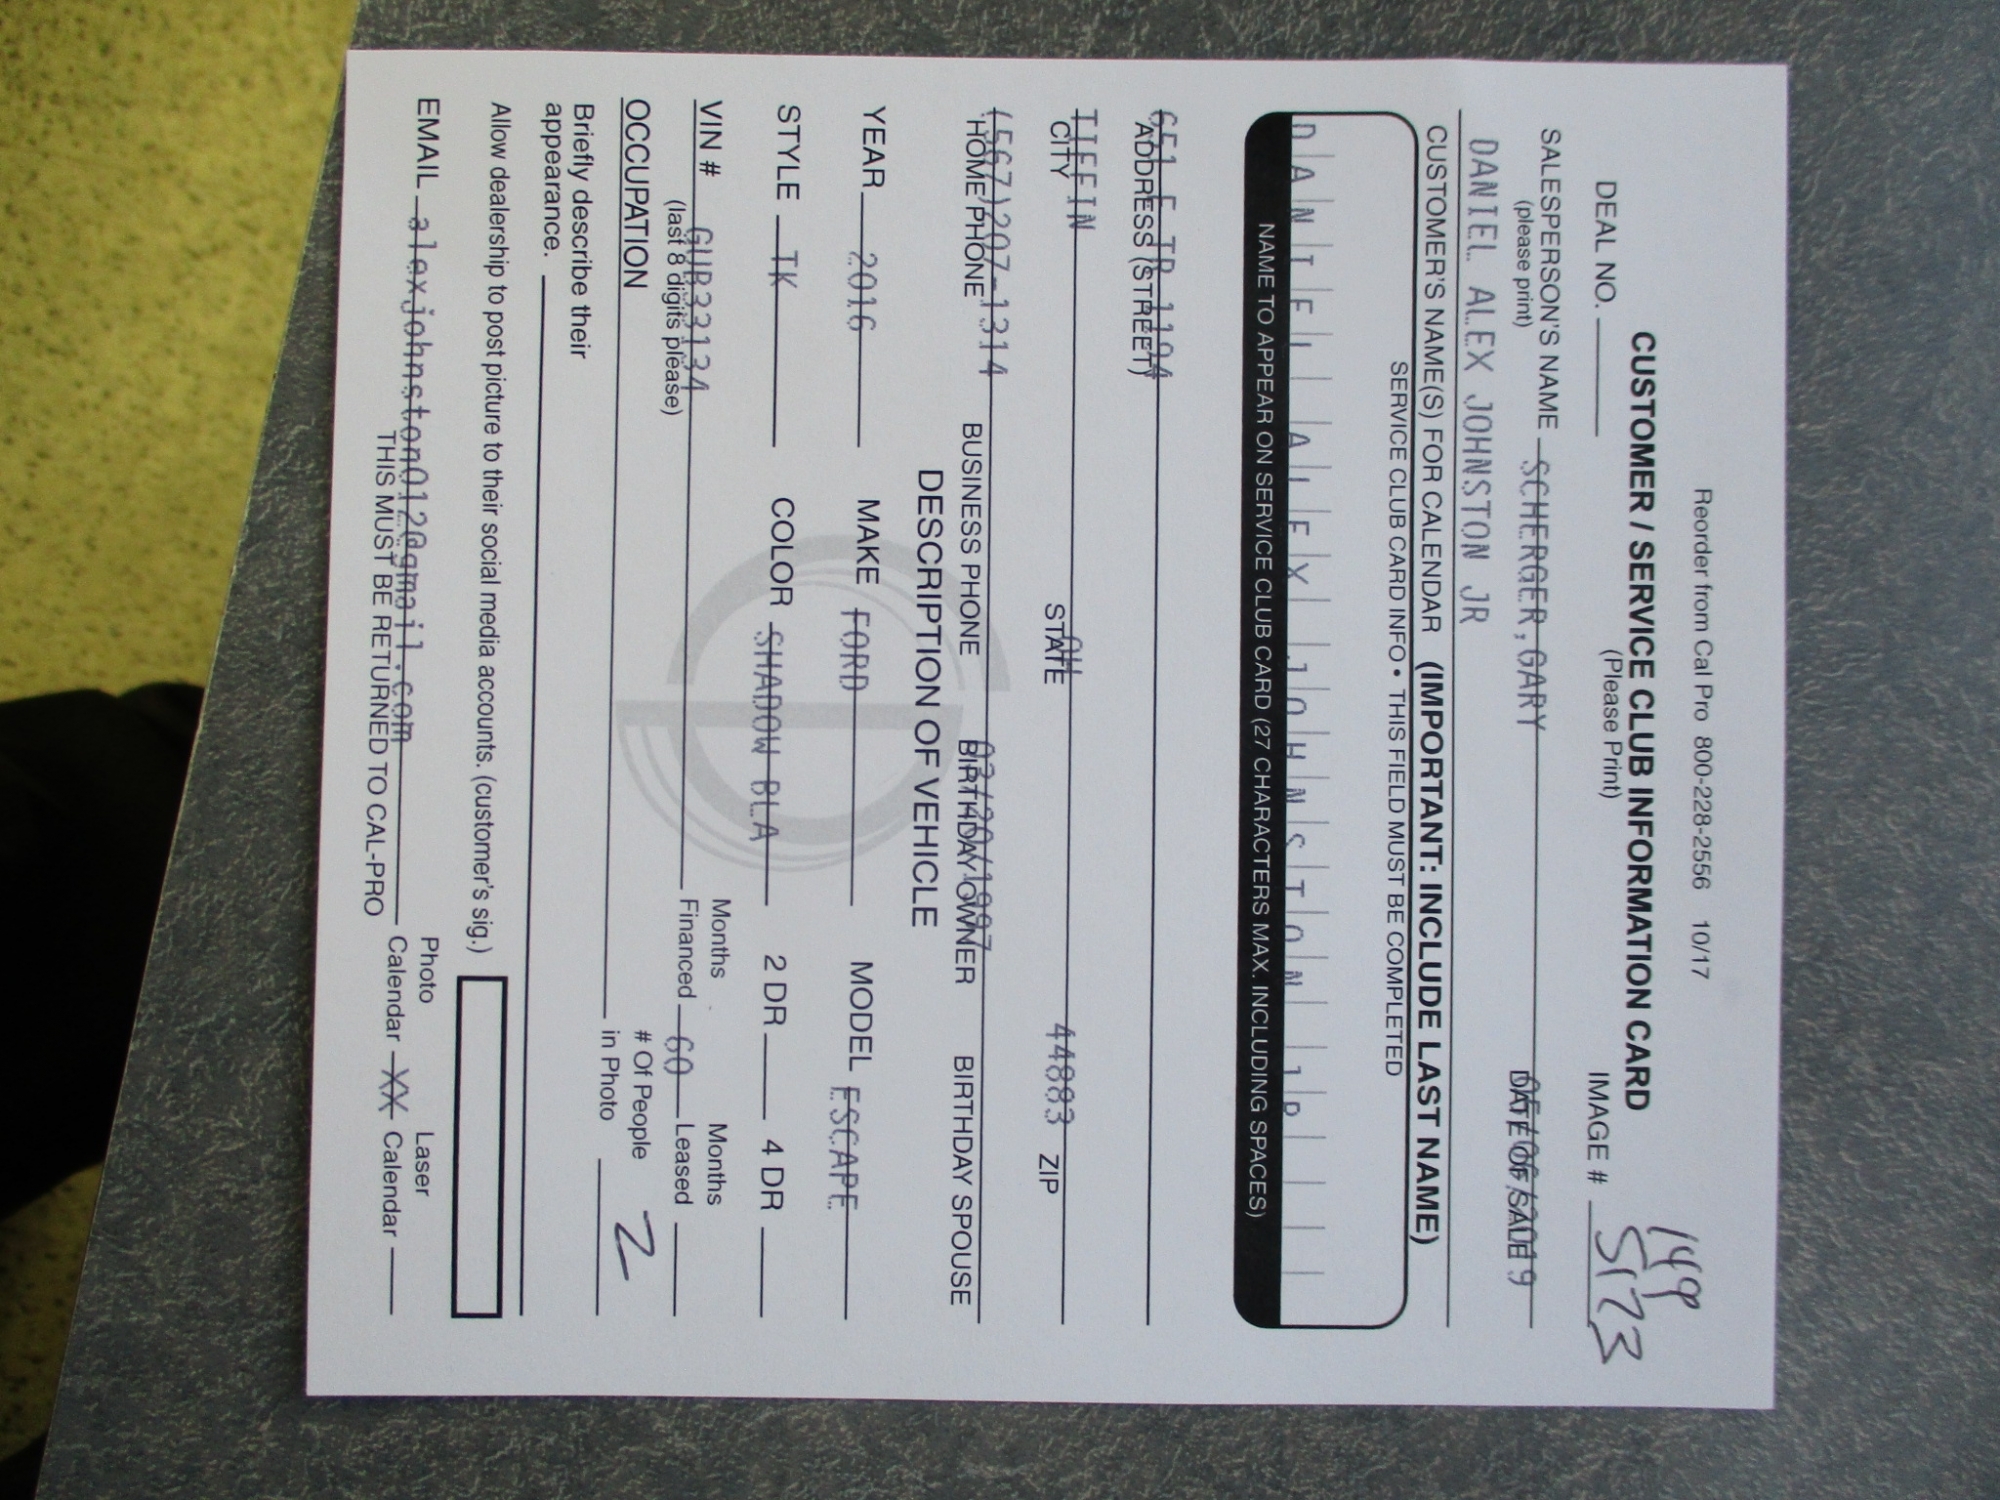 Reorder from Cal Pro 800-228-2556 10/17
CUSTOMER / SERVICE CLUB INFORMATION CARD
(Please Print)
149
DEAL NO. IMAGE # 5173
SALESPERSON'S NAME SCHERGER, GARY DATE OF SALE
(please print)
DANIEL ALEX JOHNSTON JR
CUSTOMER'S NAME(S) FOR CALENDAR (IMPORTANT: INCLUDE LAST NAME)
SERVICE CLUB CARD INFO • THIS FIELD MUST BE COMPLETED
DANIEL ALEX JOHNSTON JR
NAME TO APPEAR ON SERVICE CLUB CARD (27 CHARACTERS MAX. INCLUDING SPACES)
651 E TR 1194
ADDRESS (STREET)
TIFFIN OH 44883 ZIP
CITY STATE
(567)207-1314 03/20/1997
HOME PHONE BUSINESS PHONE BIRTHDAY OWNER BIRTHDAY SPOUSE
DESCRIPTION OF VEHICLE
YEAR 2016 MAKE FORD MODEL ESCAPE
STYLE TK COLOR SHADOW BLA 2 DR 4 DR
VIN # GUB33134 Months Financed 60 Months Leased
(last 8 digits please)
OCCUPATION # Of People in Photo 2
Briefly describe their
appearance.
Allow dealership to post picture to their social media accounts. (customer's sig.)
EMAIL alexjohnston012@gmail.com Photo Calendar XX Laser Calendar
THIS MUST BE RETURNED TO CAL-PRO